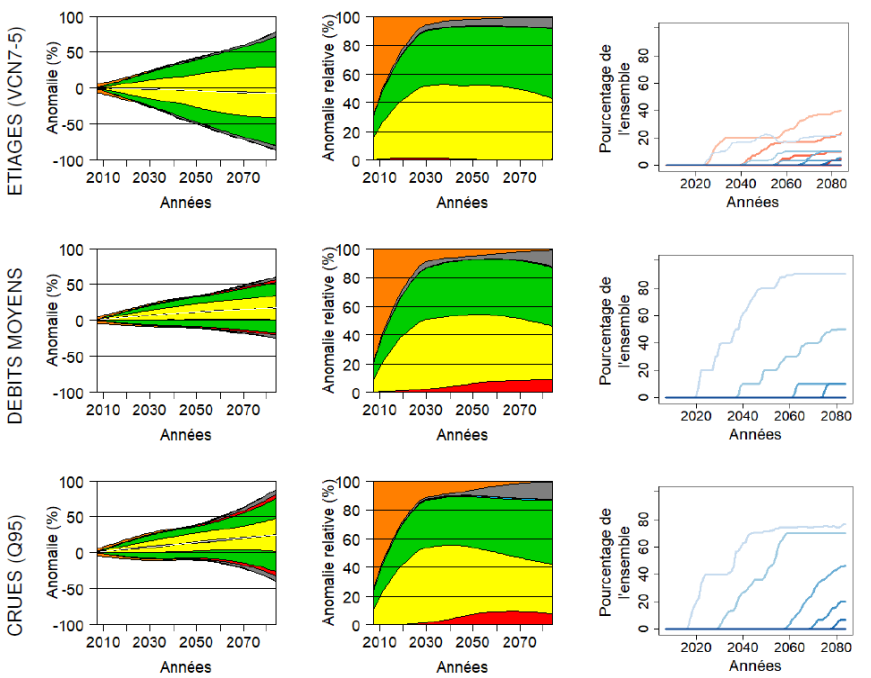 ETIAGES (VCN7-5)
Anomalie (%)
100
50
0
-50
-100
2010 2030 2050 2070
Années
Anomalie relative (%)
100
80
60
40
20
0
2010 2030 2050 2070
Années
Pourcentage de
l'ensemble
80
60
40
20
0
2020 2040 2060 2080
Années
DEBITS MOYENS
Anomalie (%)
100
50
0
-50
-100
2010 2030 2050 2070
Années
Anomalie relative (%)
100
80
60
40
20
0
2010 2030 2050 2070
Années
Pourcentage de
l'ensemble
80
60
40
20
0
2020 2040 2060 2080
Années
CRUES (Q95)
Anomalie (%)
100
50
0
-50
-100
2010 2030 2050 2070
Années
Anomalie relative (%)
100
80
60
40
20
0
2010 2030 2050 2070
Années
Pourcentage de
l'ensemble
80
60
40
20
0
2020 2040 2060 2080
Années